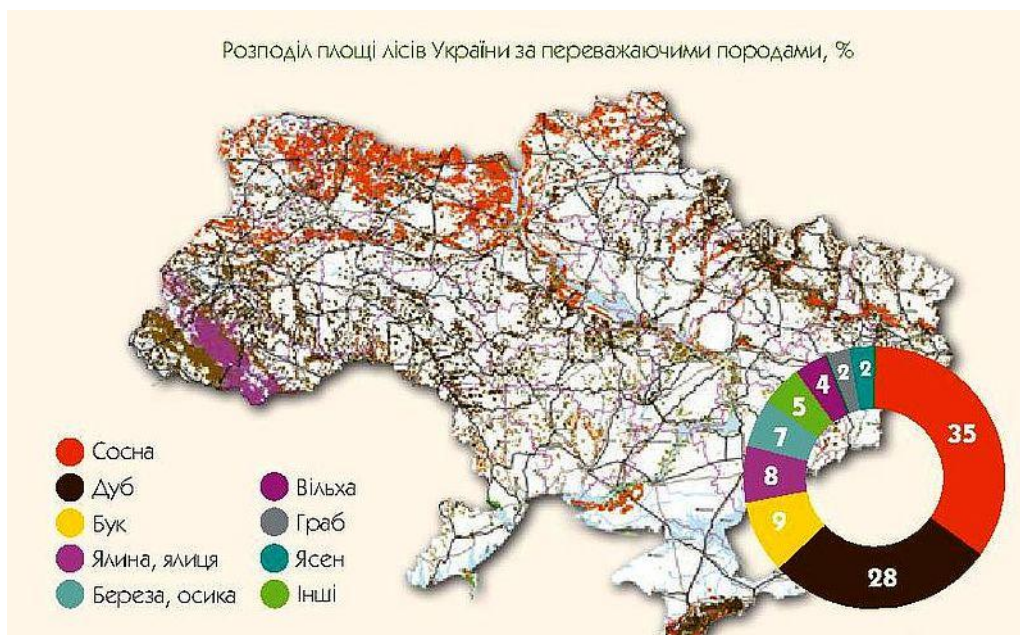 Розподіл площі лісів України за переважаючими породами, %
Сосна
Дуб
Бук
Ялина, ялиця
Береза, осика
Вільха
Граб
Ясен
Інші
35
28
9
8
7
5
4
2
2